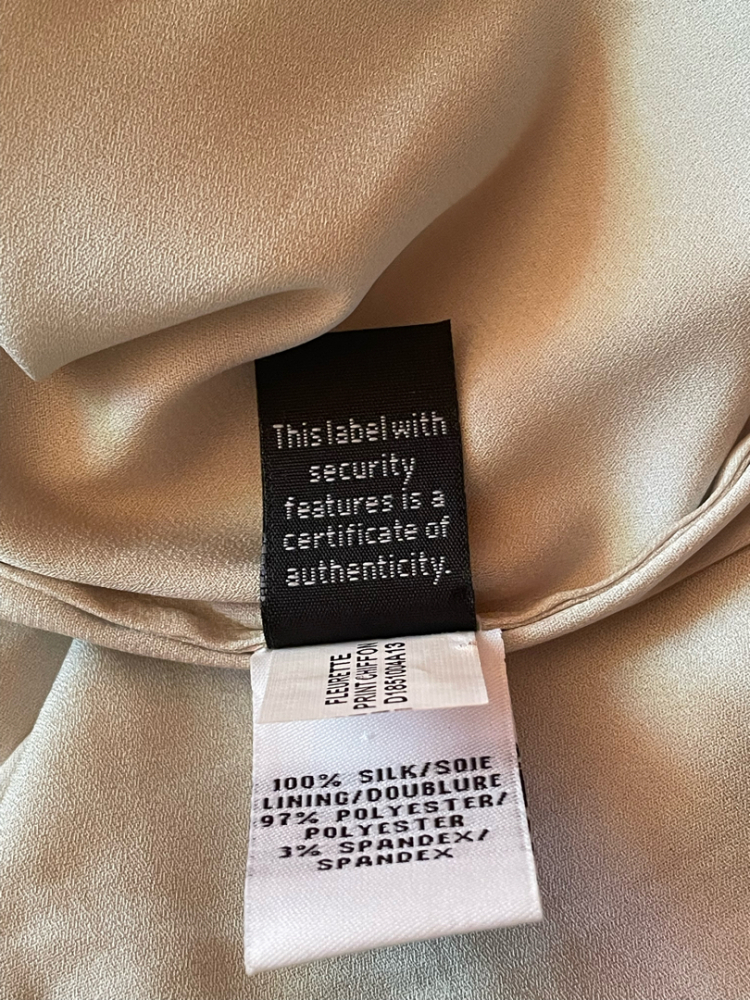 This label with
security
features is a
certificate of
authenticity.
FLEURETTE
PRINT CHIFFON
D1851004A13
100% SILK/SOIE
LINING/DOUBLURE
97% POLYESTER/
POLYESTER
3% SPANDEX/
SPANDEX